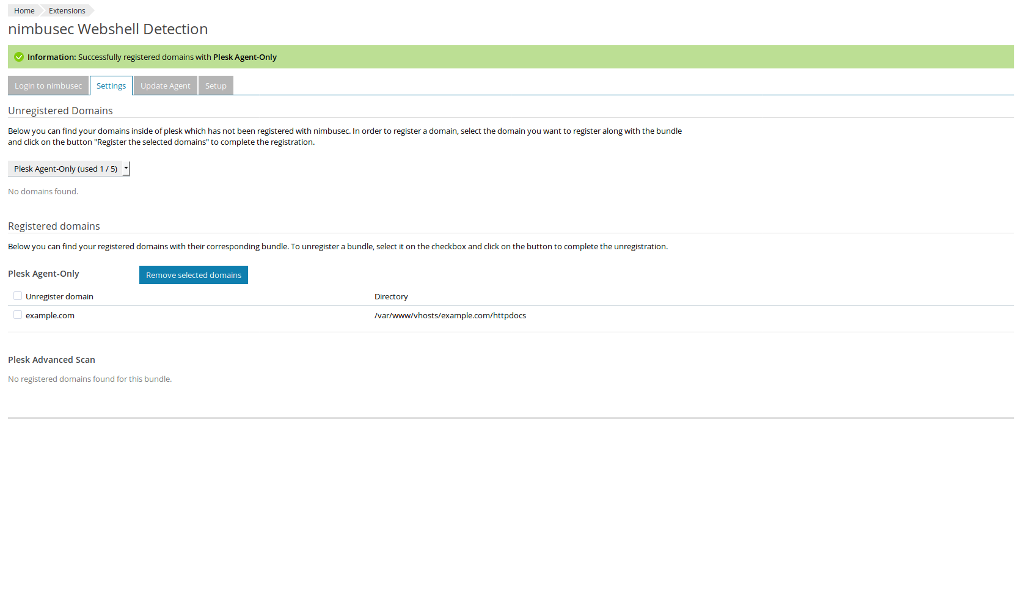 Home Extensions
nimbusec Webshell Detection
Information: Successfully registered domains with Plesk Agent-Only
Login to nimbusec Settings Update Agent Setup
Unregistered Domains
Below you can find your domains inside of plesk which has not been registered with nimbusec. In order to register a domain, select the domain you want to register along with the bundle
and click on the button "Register the selected domains" to complete the registration.
Plesk Agent-Only (used 1 / 5)
No domains found.
Registered domains
Below you can find your registered domains with their corresponding bundle. To unregister a bundle, select it on the checkbox and click on the button to complete the unregistration.
Plesk Agent-Only Remove selected domains
Unregister domain Directory
example.com /var/www/vhosts/example.com/httpdocs
Plesk Advanced Scan
No registered domains found for this bundle.